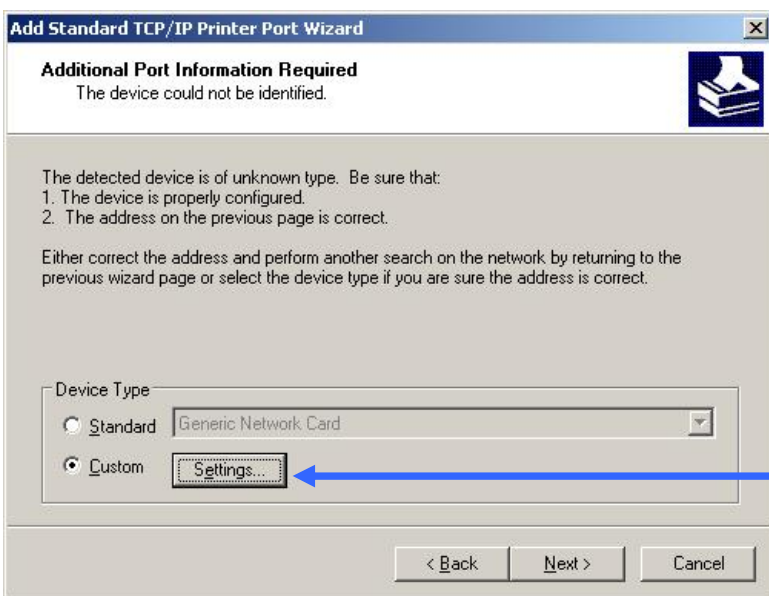 Add Standard TCP/IP Printer Port Wizard
Additional Port Information Required
The device could not be identified.
The detected device is of unknown type. Be sure that:
1. The device is properly configured.
2. The address on the previous page is correct.
Either correct the address and perform another search on the network by returning to the
previous wizard page or select the device type if you are sure the address is correct.
Device Type
Standard
Generic Network Card
Custom
Settings...
< Back
Next >
Cancel